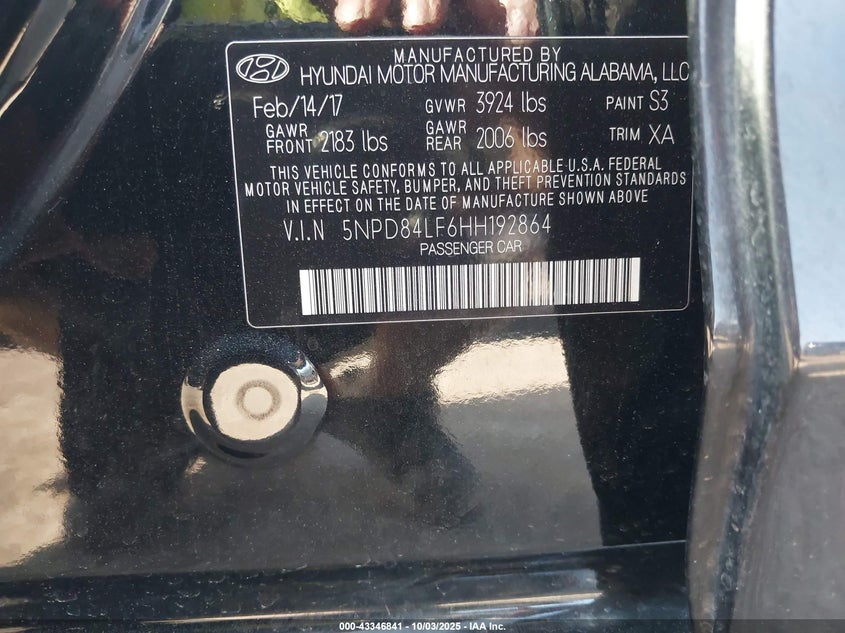 MANUFACTURED BY
HYUNDAI MOTOR MANUFACTURING ALABAMA, LLC
Feb/14/17 GVWR 3924 lbs PAINT S3
GAWR FRONT 2183 lbs GAWR REAR 2006 lbs TRIM XA
THIS VEHICLE CONFORMS TO ALL APPLICABLE U.S.A. FEDERAL
MOTOR VEHICLE SAFETY, BUMPER, AND THEFT PREVENTION STANDARDS
IN EFFECT ON THE DATE OF MANUFACTURE SHOWN ABOVE
V.I.N 5NPD84LF6HH192864
PASSENGER CAR
000-43346841 - 10/03/2025 - IAA Inc.